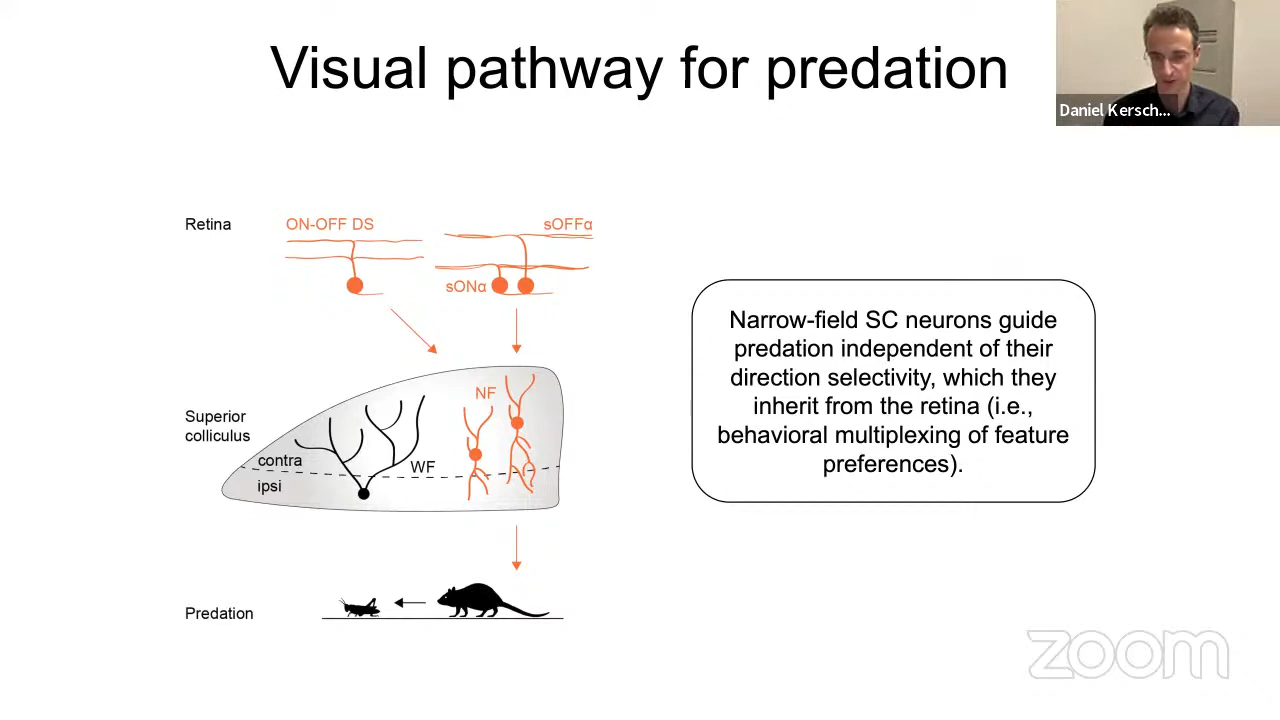 Visual pathway for predation
Daniel Kersch...
Retina
ON-OFF DS
sOFFα
sONα
Narrow-field SC neurons guide
predation independent of their
direction selectivity, which they
inherit from the retina (i.e.,
behavioral multiplexing of feature
preferences).
Superior
colliculus
NF
contra
WF
ipsi
Predation
zoom